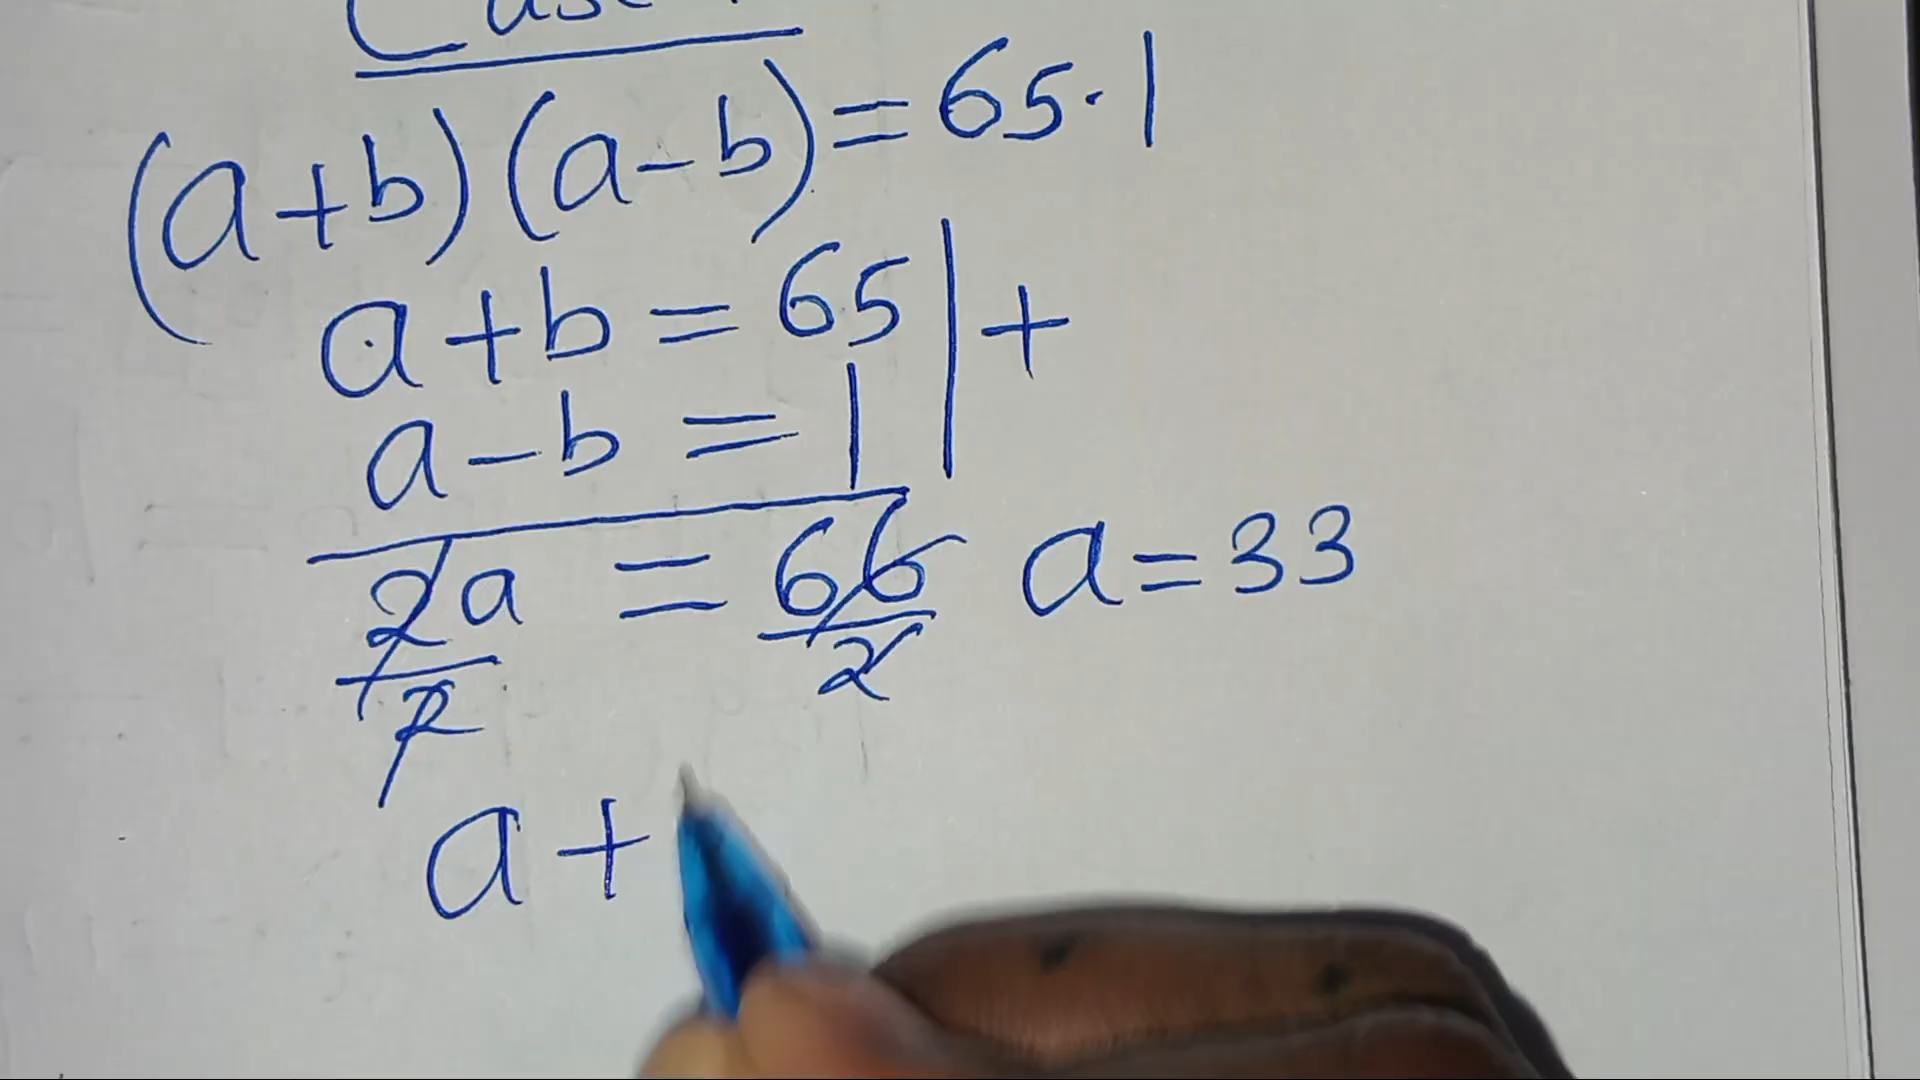 (a+b)(a-b)=65·1
a+b=65 | +
a-b=1
2a/2 = 66/2 a=33
a+